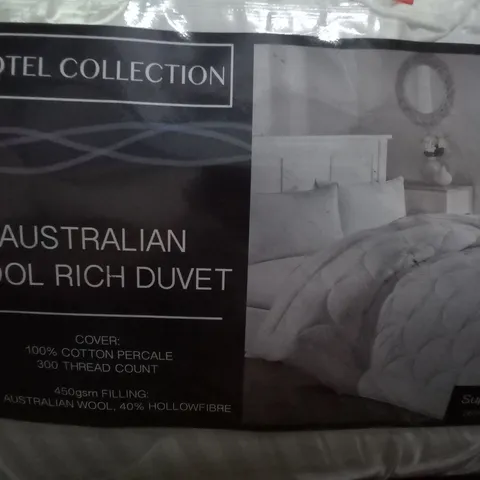 OTEL COLLECTION
AUSTRALIAN
OOL RICH DUVET
COVER:
100% COTTON PERCALE
300 THREAD COUNT
450gsm FILLING:
AUSTRALIAN WOOL, 40% HOLLOWFIBRE